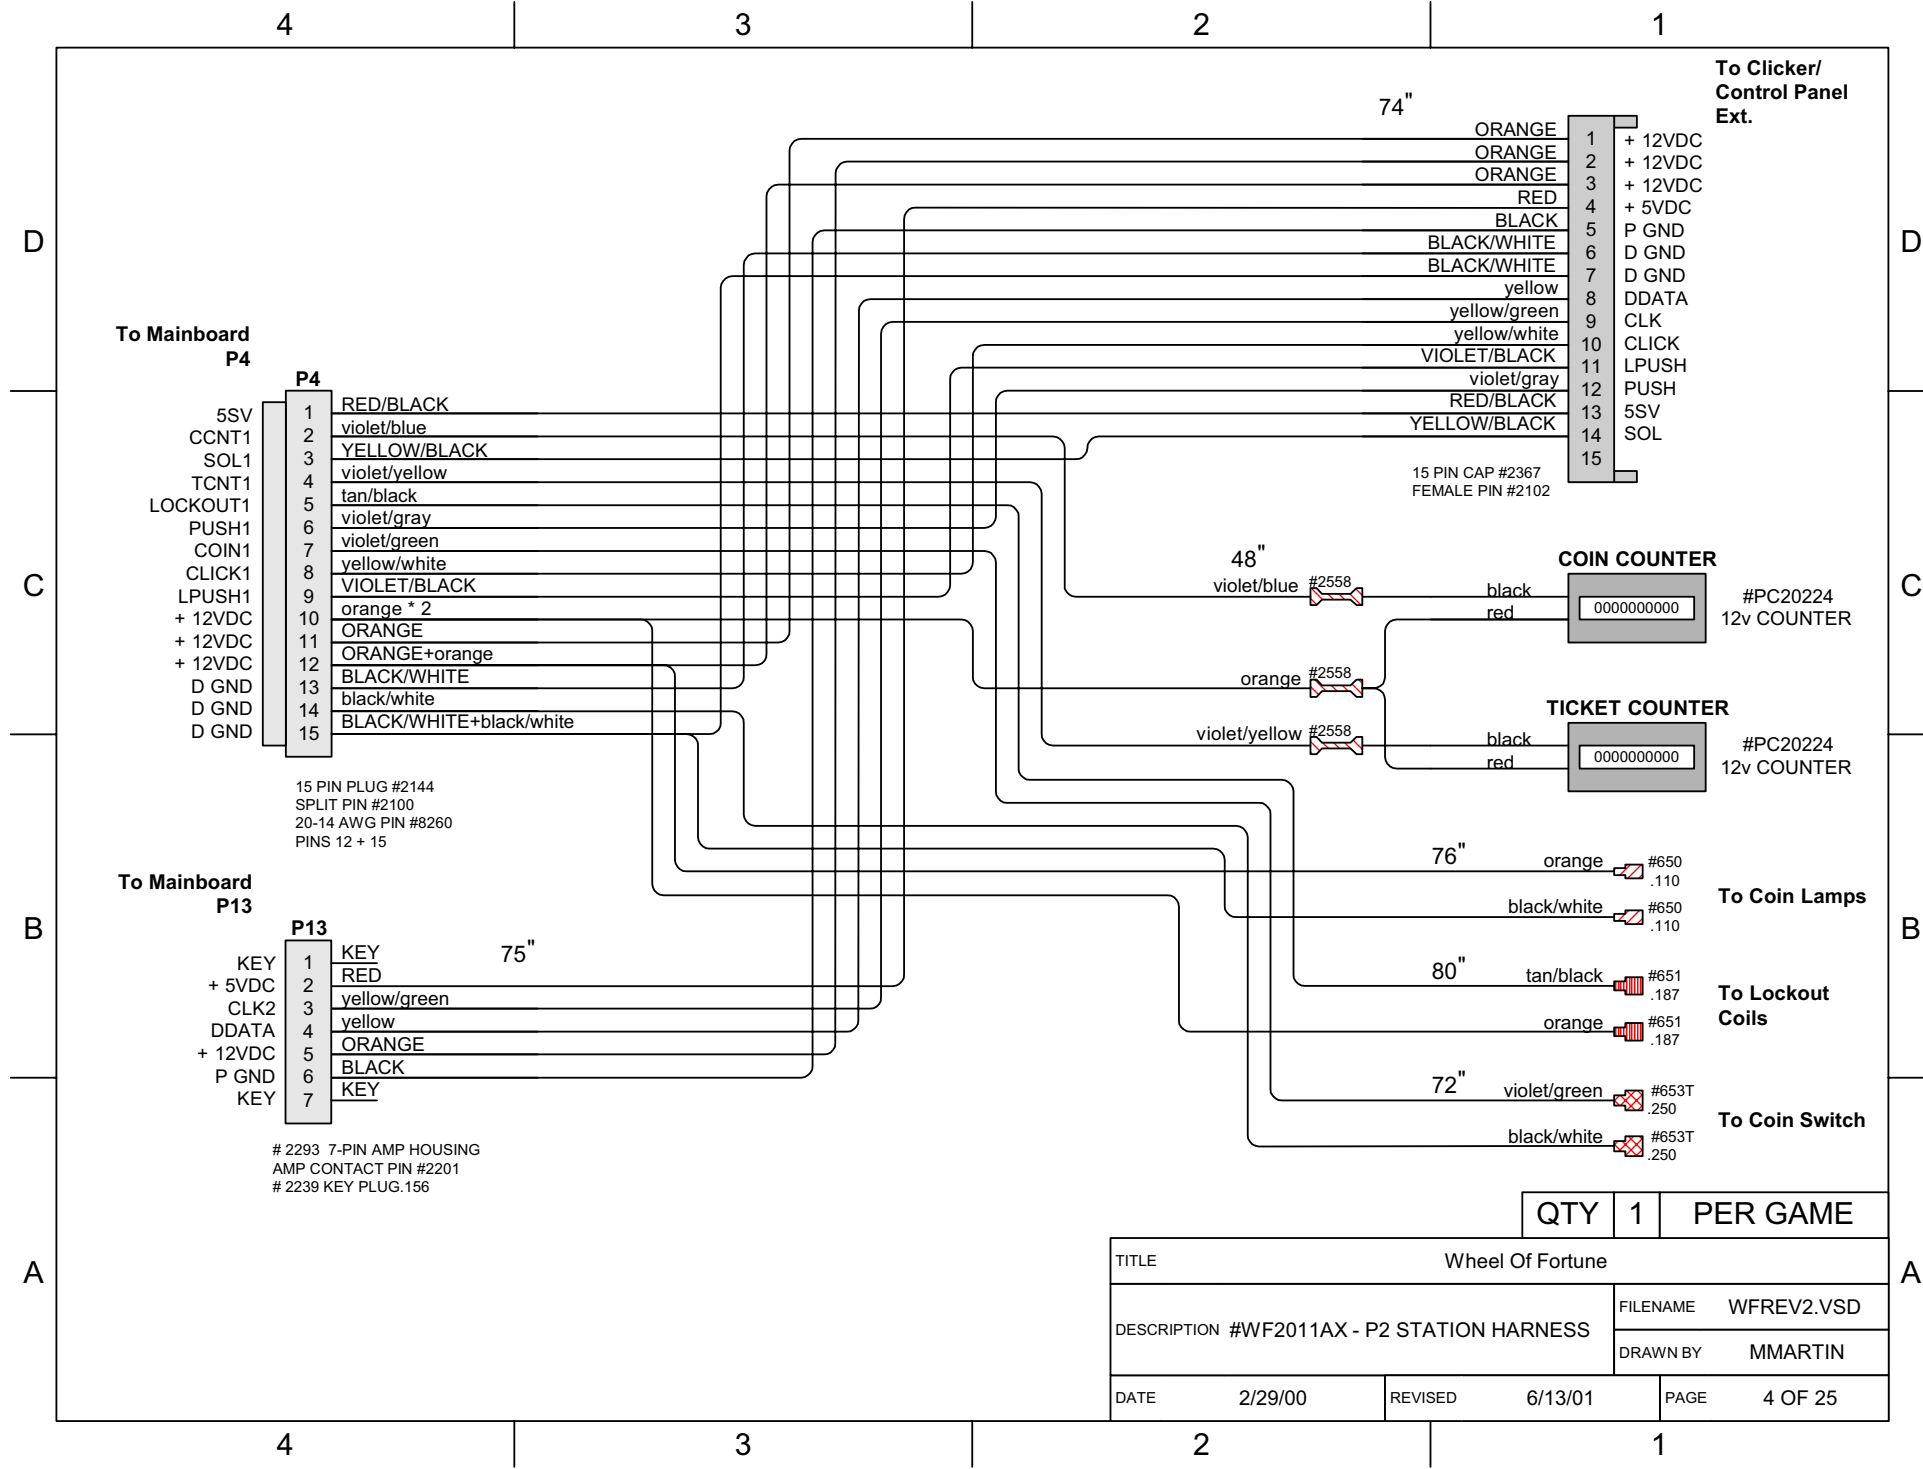 4 3 2 1
To Clicker/
Control Panel
Ext.
74"
ORANGE 1 + 12VDC
ORANGE 2 + 12VDC
ORANGE 3 + 12VDC
RED 4 + 5VDC
BLACK 5 P GND
BLACK/WHITE 6 D GND
BLACK/WHITE 7 D GND
yellow 8 DDATA
yellow/green 9 CLK
yellow/white 10 CLICK
VIOLET/BLACK 11 LPUSH
violet/gray 12 PUSH
RED/BLACK 13 5SV
YELLOW/BLACK 14 SOL
15
15 PIN CAP #2367
FEMALE PIN #2102
D D
To Mainboard
P4
P4
5SV 1 RED/BLACK
CCNT1 2 violet/blue
SOL1 3 YELLOW/BLACK
TCNT1 4 violet/yellow
LOCKOUT1 5 tan/black
PUSH1 6 violet/gray
COIN1 7 violet/green
CLICK1 8 yellow/white
LPUSH1 9 VIOLET/BLACK
+ 12VDC 10 orange * 2
+ 12VDC 11 ORANGE
+ 12VDC 12 ORANGE+orange
D GND 13 BLACK/WHITE
D GND 14 black/white
D GND 15 BLACK/WHITE+black/white
15 PIN PLUG #2144
SPLIT PIN #2100
20-14 AWG PIN #8260
PINS 12 + 15
C C
48"
COIN COUNTER
violet/blue #2558 black
red
0000000000
#PC20224
12v COUNTER
orange #2558
TICKET COUNTER
violet/yellow #2558 black
red
0000000000
#PC20224
12v COUNTER
To Mainboard
P13
P13
75"
KEY 1 KEY
+ 5VDC 2 RED
CLK2 3 yellow/green
DDATA 4 yellow
+ 12VDC 5 ORANGE
P GND 6 BLACK
KEY 7 KEY
# 2293 7-PIN AMP HOUSING
AMP CONTACT PIN #2201
# 2239 KEY PLUG.156
B B
76" orange #650
.110
To Coin Lamps
black/white #650
.110
80" tan/black #651
.187
To Lockout
Coils
orange #651
.187
72" violet/green #653T
.250
To Coin Switch
black/white #653T
.250
A A
QTY 1 PER GAME
TITLE Wheel Of Fortune
DESCRIPTION #WF2011AX - P2 STATION HARNESS
FILENAME WFREV2.VSD
DRAWN BY MMARTIN
DATE 2/29/00 REVISED 6/13/01 PAGE 4 OF 25
4 3 2 1